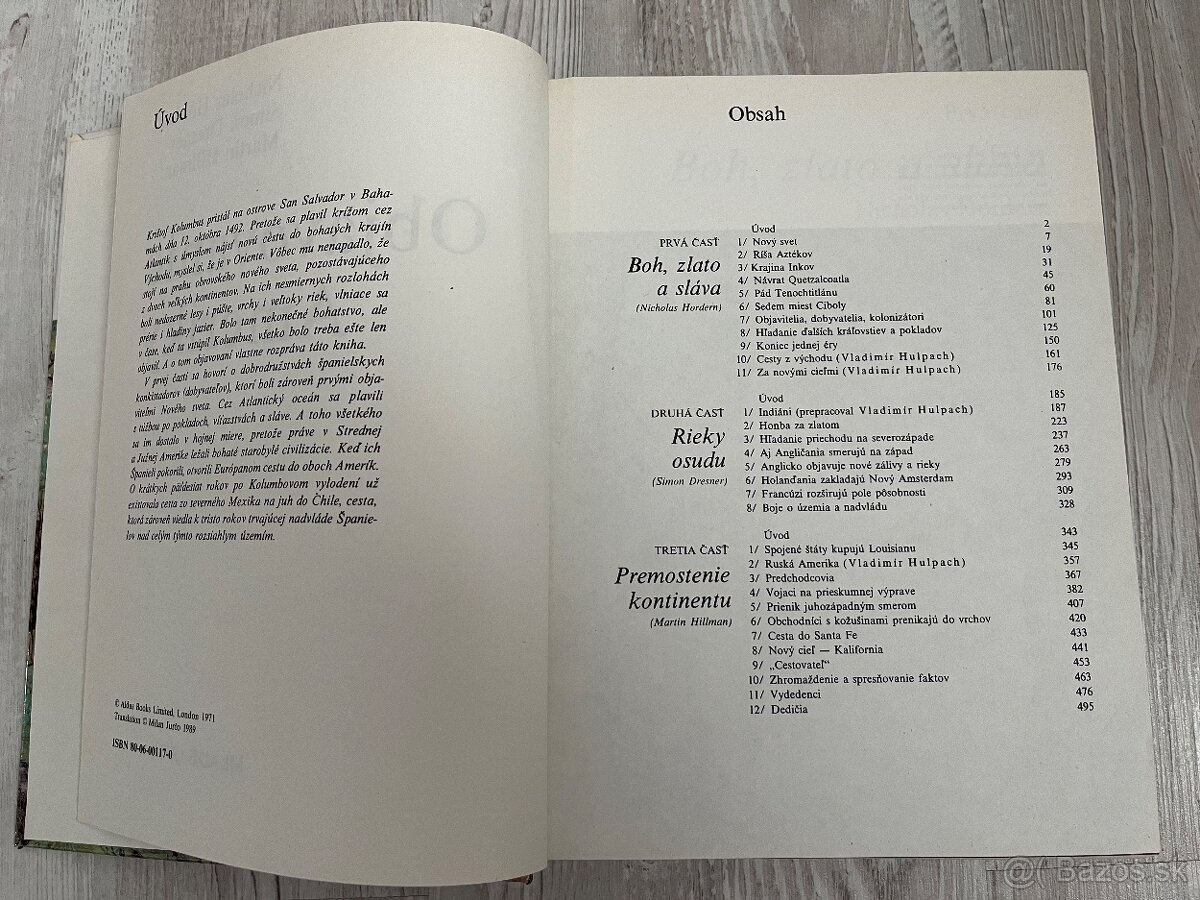 Úvod
Krištof Kolumbus pristál na ostrove San Salvador v Baha-
mách dňa 12. októbra 1492. Pretože sa plavil krížom cez
Atlantik s úmyslom nájsť novú cestu do bohatých krajín
Východu, myslel si, že je v Oriente. Vôbec mu nenapadlo, že
stojí na prahu obrovského nového sveta, pozostávajúceho
z dvoch veľkých kontinentov. Na ich nesmiernych rozlohách
boli nedozerné lesy i púšte, vrchy i veľtoky riek, vlniace sa
prérie i hladiny jazier. Bolo tam nekonečné bohatstvo, ale
v čase, keď ta vstúpil Kolumbus, všetko bolo treba ešte len
objaviť. A o tom objavovaní vlastne rozpráva táto kniha.
V prvej časti sa hovorí o dobrodružstvách španielskych
konkistadorov (dobyvateľov), ktorí boli zároveň prvými obja-
viteľmi Nového sveta. Cez Atlantický oceán sa plavili
s túžbou po pokladoch, víťazstvách a sláve. A toho všetkého
sa im dostalo v hojnej miere, pretože práve v Strednej
a Južnej Amerike ležali bohaté starobylé civilizácie. Keď ich
Španieli pokorili, otvorili Európanom cestu do oboch Amerík.
O krátkych päťdesiat rokov po Kolumbovom vylodení už
existovala cesta zo severného Mexika na juh do Čhile, cesta,
ktorá zároveň viedla k tristo rokov trvajúcej nadvláde Španie-
lov nad celým týmto rozsiahlym územím.
© Aldus Books Limited, London 1971
Translation © Milan Justo 1989
ISBN 80-06-00117-0
Obsah
Úvod 2
PRVÁ ČASŤ
Boh, zlato
a sláva
(Nicholas Hordern)
1/ Nový svet 7
2/ Ríša Aztékov 19
3/ Krajina Inkov 31
4/ Návrat Quetzalcoatla 45
5/ Pád Tenochtitlánu 60
6/ Sedem miest Ciboly 81
7/ Objavitelia, dobyvatelia, kolonizátori 101
8/ Hľadanie ďalších kráľovstiev a pokladov 125
9/ Koniec jednej éry 150
10/ Cesty z východu (Vladimír Hulpach) 161
11/ Za novými cieľmi (Vladimír Hulpach) 176
Úvod 185
DRUHÁ ČASŤ
Rieky
osudu
(Simon Dresner)
1/ Indiáni (prepracoval Vladimír Hulpach) 187
2/ Honba za zlatom 223
3/ Hľadanie priechodu na severozápade 237
4/ Aj Angličania smerujú na západ 263
5/ Anglicko objavuje nové zálivy a rieky 279
6/ Holanďania zakladajú Nový Amsterdam 293
7/ Francúzi rozširujú pole pôsobnosti 309
8/ Boje o územia a nadvládu 328
Úvod 343
TRETIA ČASŤ
Premostenie
kontinentu
(Martin Hillman)
1/ Spojené štáty kupujú Louisianu 345
2/ Ruská Amerika (Vladimír Hulpach) 357
3/ Predchodcovia 367
4/ Vojaci na prieskumnej výprave 382
5/ Prienik juhozápadným smerom 407
6/ Obchodníci s kožušinami prenikajú do vrchov 420
7/ Cesta do Santa Fe 433
8/ Nový cieľ — Kalifornia 441
9/ „Cestovateľ“ 453
10/ Zhromaždenie a spresňovanie faktov 463
11/ Vydedenci 476
12/ Dedičia 495
@ Bazos.sk